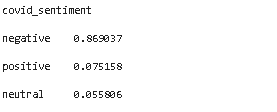 covid_sentiment
negative 0.869037
positive 0.075158
neutral 0.055806